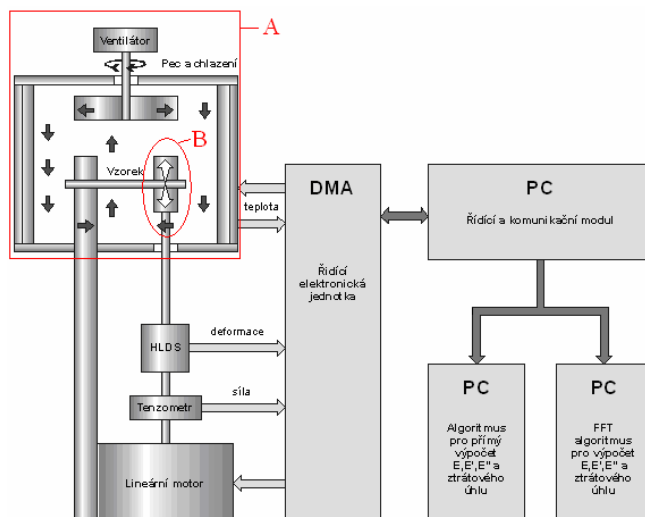 A
Ventilátor
Pec a chlazení
B
Vzorek
teplota
DMA
Řidící
elektronická
jednotka
PC
Řídící a komunikační modul
deformace
HLDS
síla
Tenzometr
Lineární motor
PC
Algoritmus
pro přímý
výpočet
E,E',E" a
ztrátového
úhlu
PC
FFT
algoritmus
pro výpočet
E,E',E" a
ztrátového
úhlu